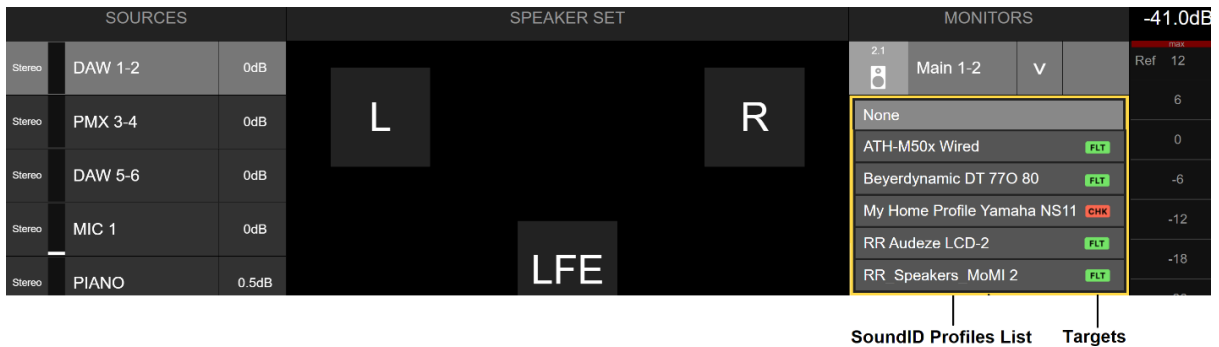 SOURCES
SPEAKER SET
MONITORS
-41.0dB
Stereo DAW 1-2 0dB
Stereo PMX 3-4 0dB
Stereo DAW 5-6 0dB
Stereo MIC 1 0dB
Stereo PIANO 0.5dB
L
R
LFE
2.1
Main 1-2 V
None
ATH-M50x Wired FLT
Beyerdynamic DT 77O 80 FLT
My Home Profile Yamaha NS11 CHK
RR Audeze LCD-2 FLT
RR_Speakers_MoMI 2 FLT
max
Ref 12
6
0
-6
-12
-18
SoundID Profiles List
Targets